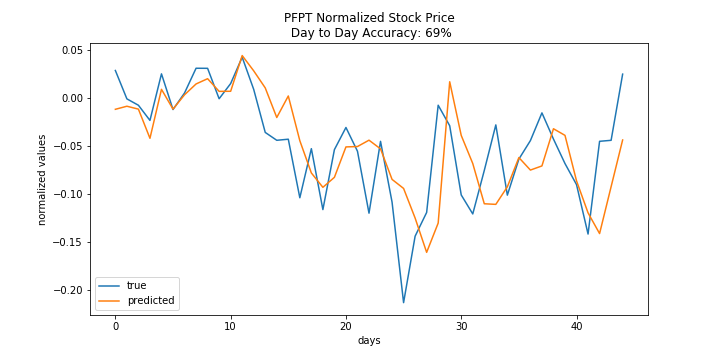 PFPT Normalized Stock Price
Day to Day Accuracy: 69%
0.05
0.00
−0.05
−0.10
−0.15
−0.20
normalized values
true
predicted
0 10 20 30 40
days